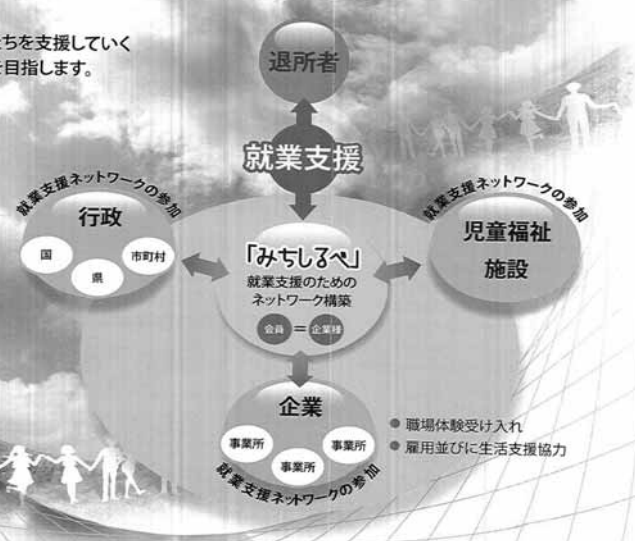 ちを支援していく
を目指します。
退所者
就業支援
就業支援ネットワークの参加
行政
国
県
市町村
「みちしるべ」
就業支援のための
ネットワーク構築
会員 = 企業様
就業支援ネットワークの参加
児童福祉
施設
企業
事業所
事業所
事業所
就業支援ネットワークの参加
● 職場体験受け入れ
● 雇用並びに生活支援協力